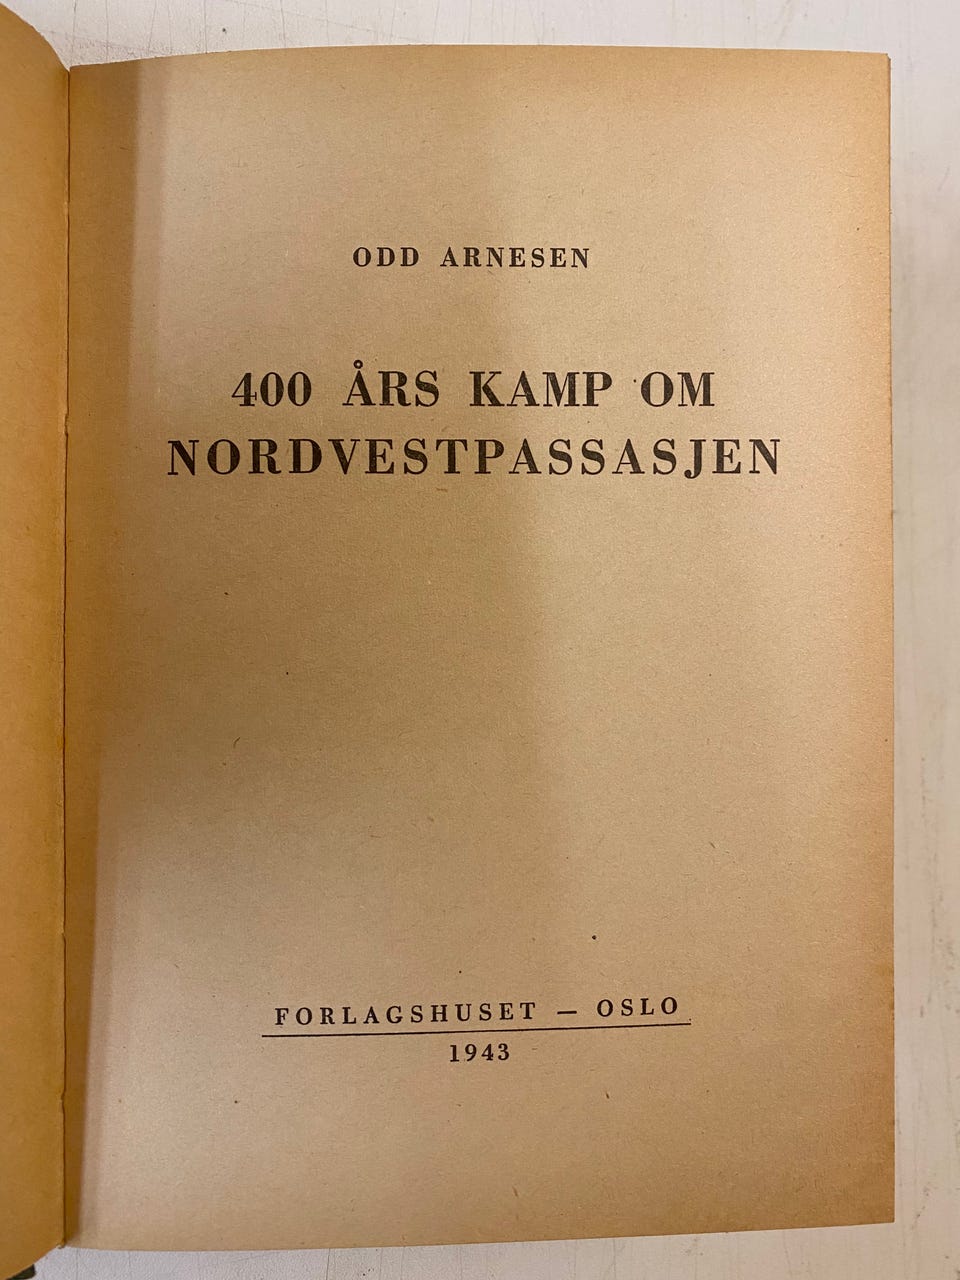 ODD ARNESEN
400 ÅRS KAMP OM
NORDVESTPASSASJEN
FORLAGSHUSET — OSLO
1943